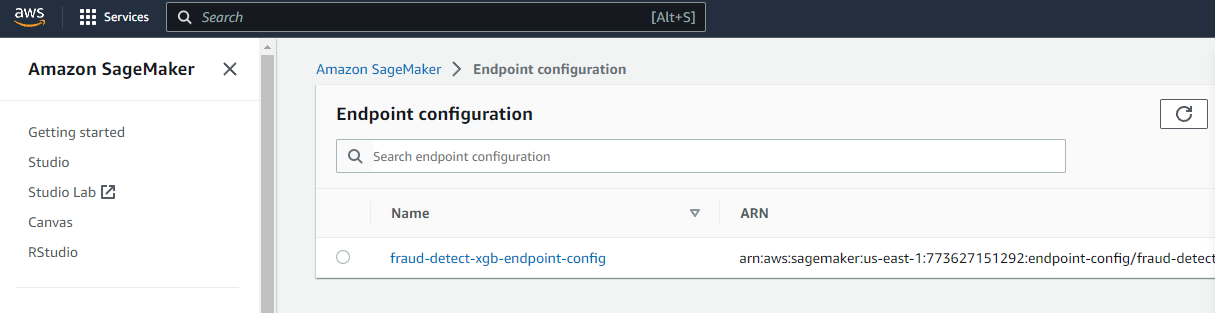 aws
Services
Search
[Alt+S]
Amazon SageMaker
Getting started
Studio
Studio Lab
Canvas
RStudio
Amazon SageMaker > Endpoint configuration
Endpoint configuration
Search endpoint configuration
Name
ARN
fraud-detect-xgb-endpoint-config
arn:aws:sagemaker:us-east-1:773627151292:endpoint-config/fraud-detect